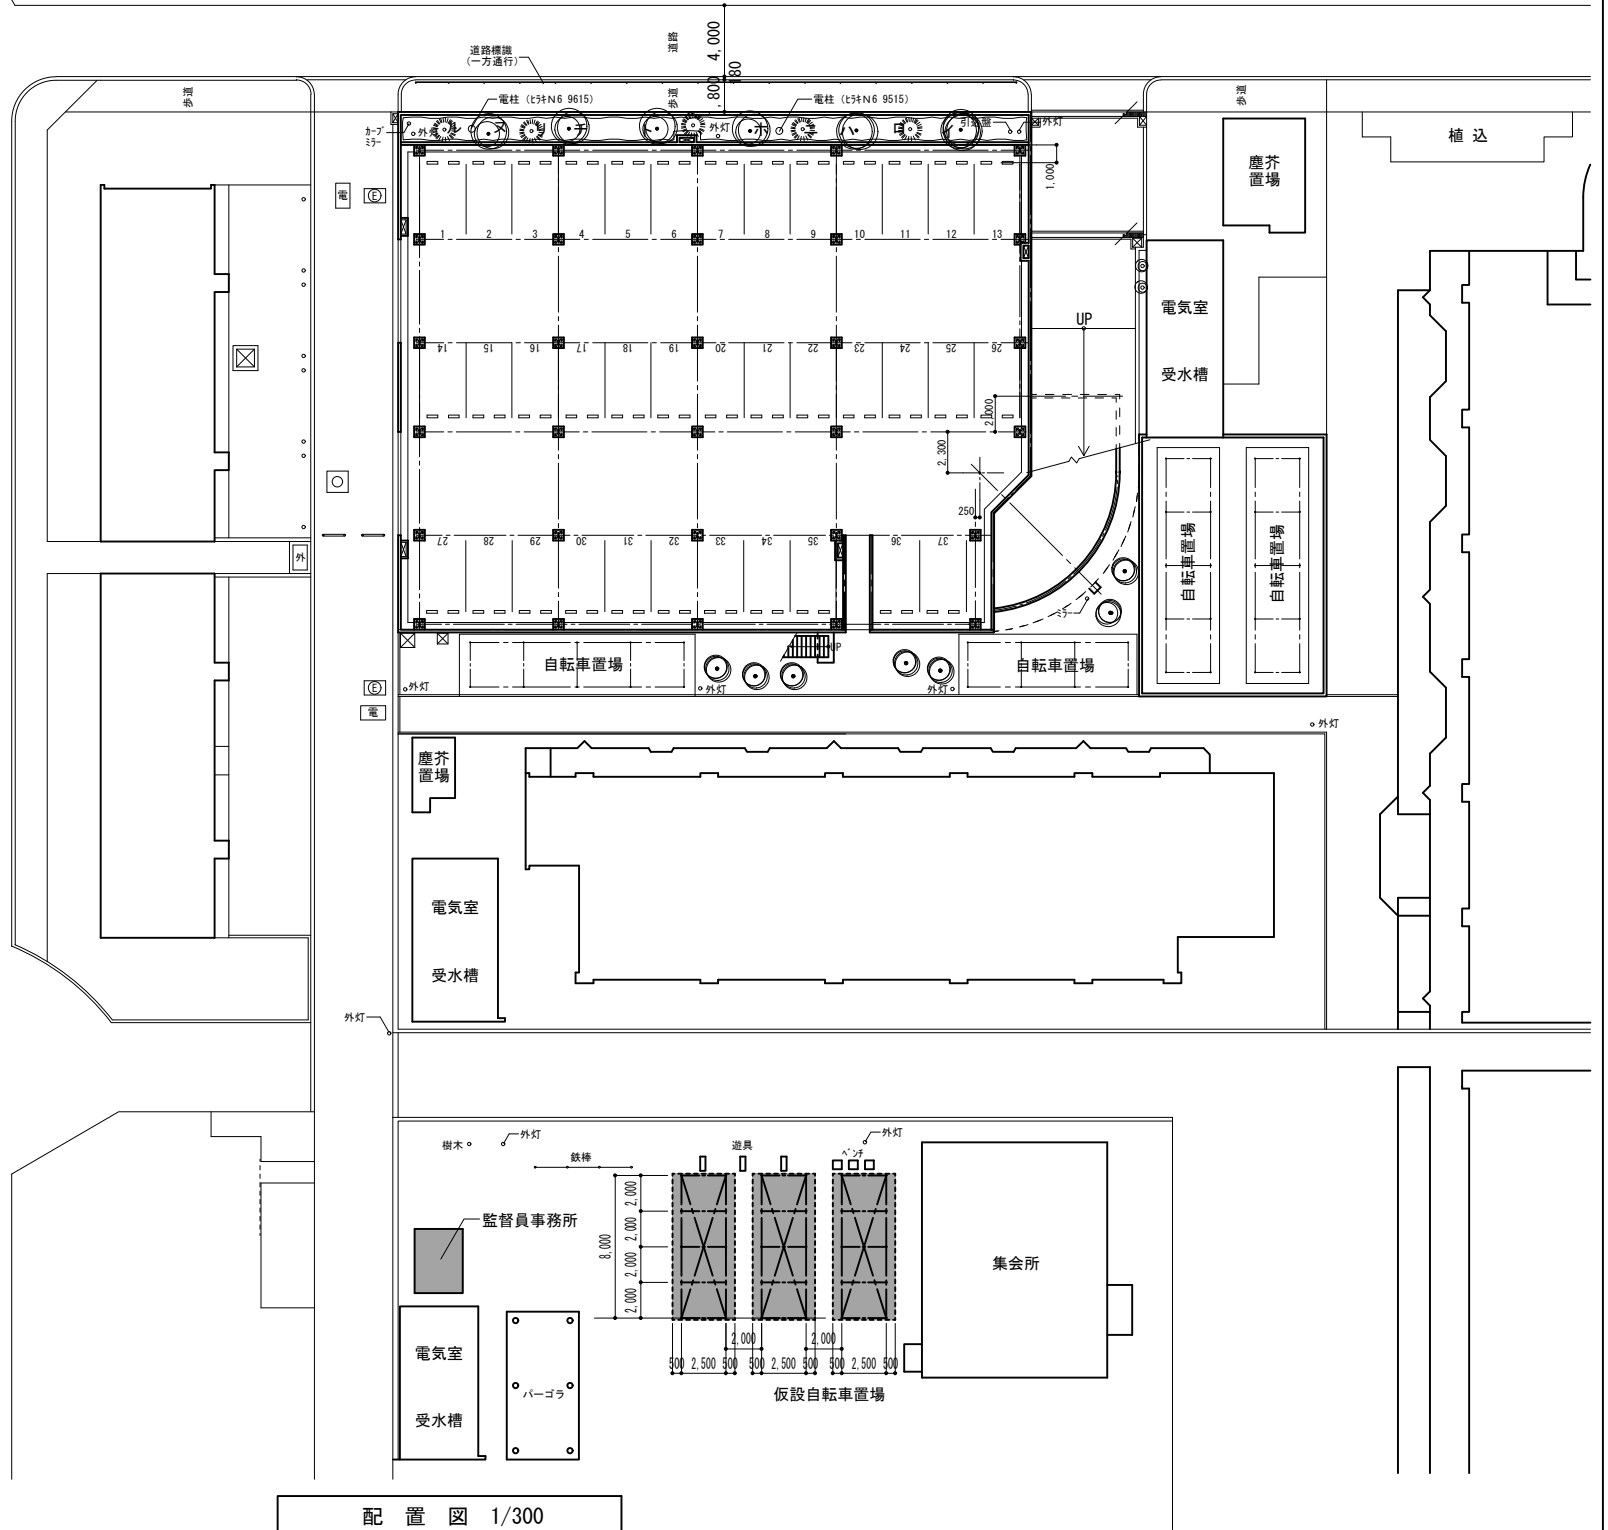 4,000
道路
180
,800
道路標識
(一方通行)
歩道
歩道
歩道
電柱 (ﾋﾗｷN6 9615)
電柱 (ﾋﾗｷN6 9515)
ｶｰﾌﾞ
ﾐﾗｰ
外灯
外灯
引込盤
外灯
植込
塵芥
置場
電
Ⓔ
1,000
1 2 3 4 5 6 7 8 9 10 11 12 13
電気室
受水槽
UP
14 15 16 17 18 19 20 21 22 23 24 25 26
2,000
2,300
250
27 28 29 30 31 32 33 34 35 36 37
外
自転車置場
自転車置場
ﾐﾗｰ
自転車置場
UP
自転車置場
Ⓔ
外灯
外灯
外灯
電
外灯
塵芥
置場
電気室
受水槽
外灯
樹木
外灯
鉄棒
遊具
外灯
ﾍﾞﾝﾁ
監督員事務所
8,000
2,000
2,000
2,000
2,000
集会所
2,000 2,000
500 2,500 500 500 2,500 500 500 2,500 500
仮設自転車置場
電気室
受水槽
パーゴラ
配置図 1/300